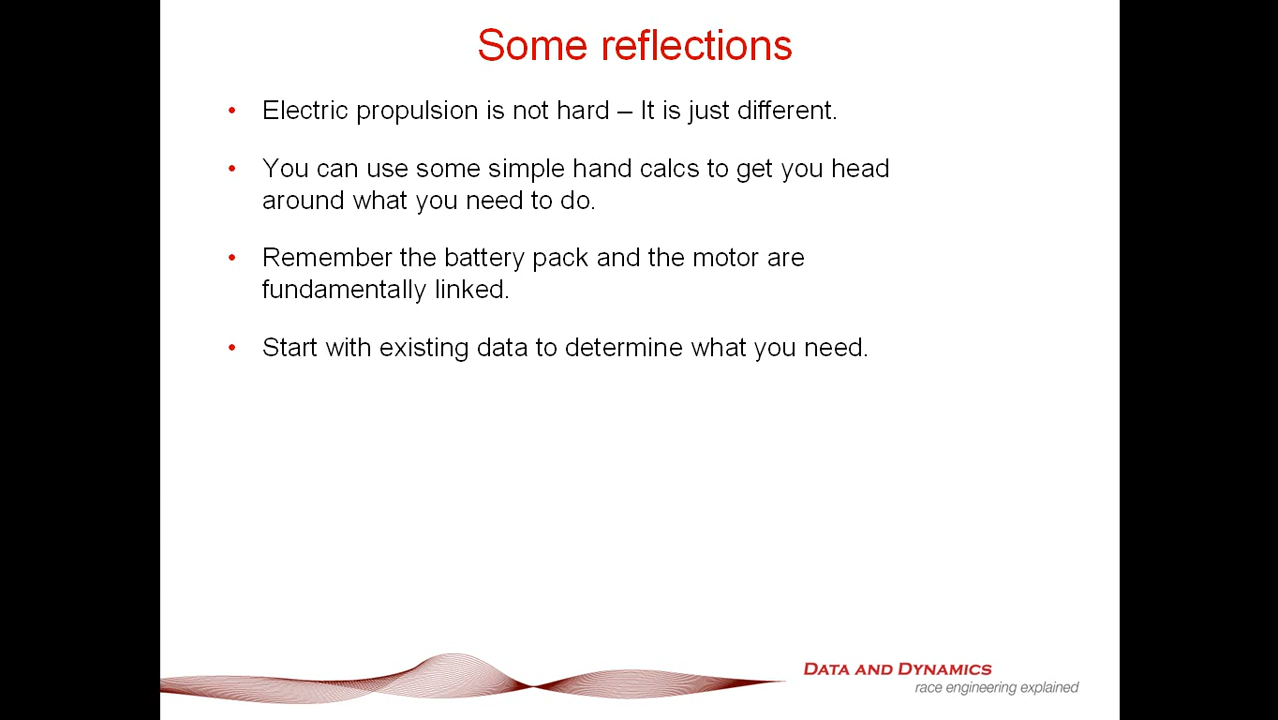 Some reflections
• Electric propulsion is not hard – It is just different.
• You can use some simple hand calcs to get you head
around what you need to do.
• Remember the battery pack and the motor are
fundamentally linked.
• Start with existing data to determine what you need.
DATA AND DYNAMICS
race engineering explained